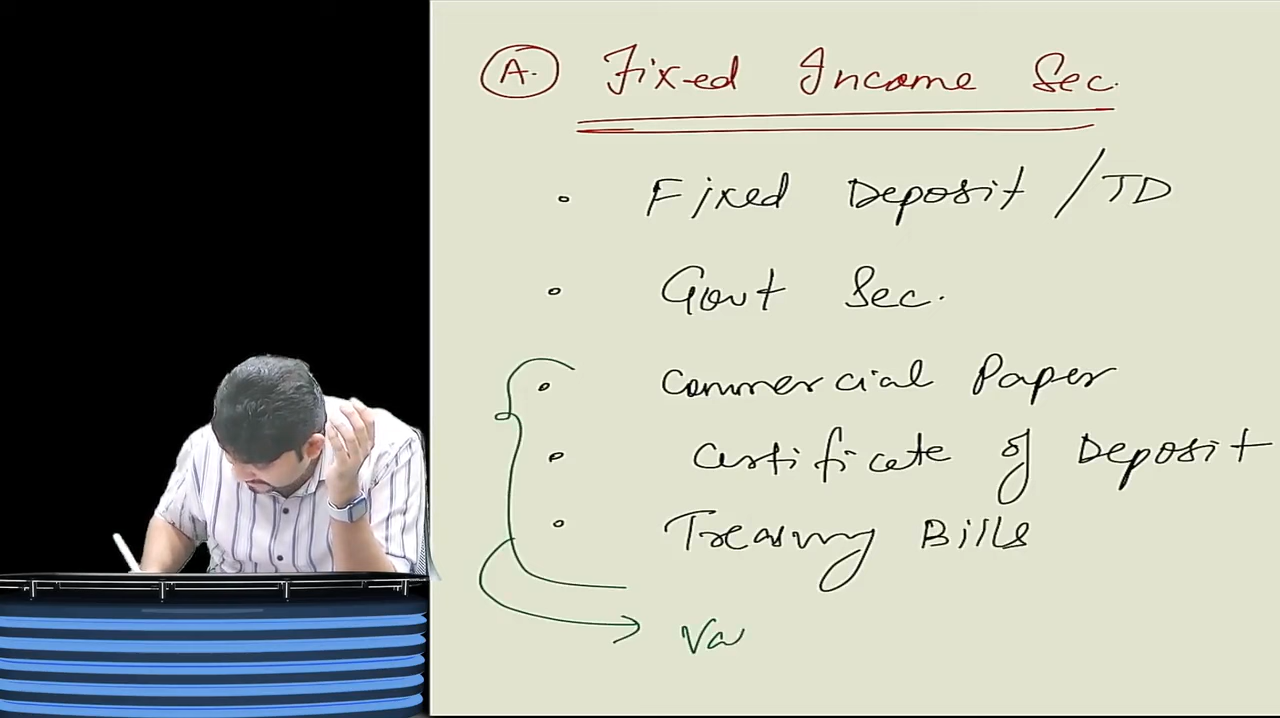 A. Fixed Income Sec.
• Fixed Deposit / TD
• Govt Sec.
• Commercial Paper
• Certificate of Deposit
• Treasury Bills
Va